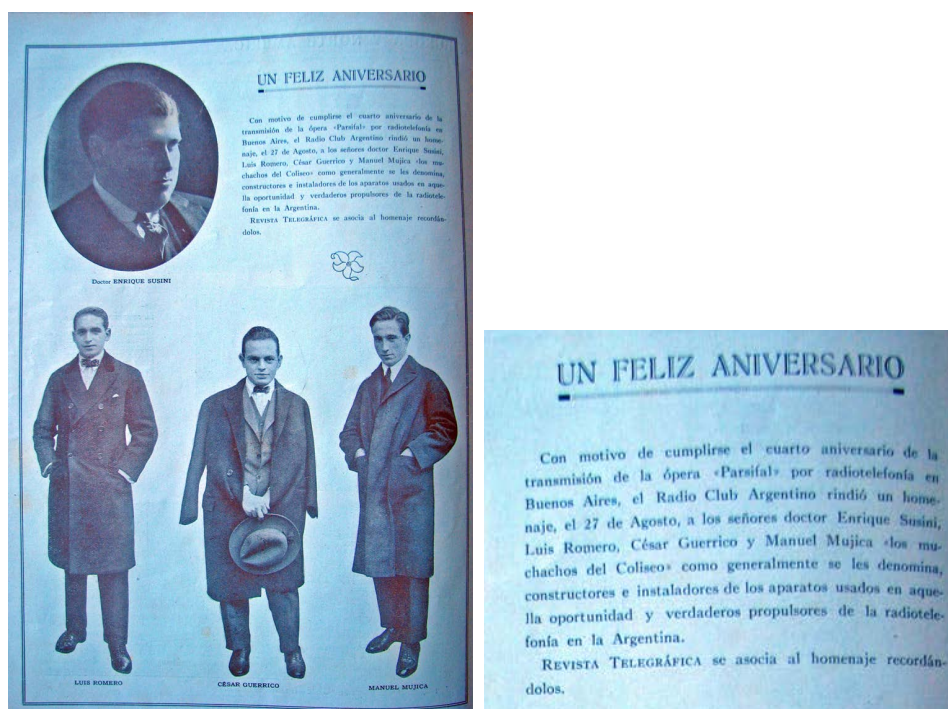 UN FELIZ ANIVERSARIO
Con motivo de cumplirse el cuarto aniversario de la
transmisión de la ópera «Parsifal» por radiotelefonía en
Buenos Aires, el Radio Club Argentino rindió un home-
naje, el 27 de Agosto, a los señores doctor Enrique Susini,
Luis Romero, César Guerrico y Manuel Mujica «los mu-
chachos del Coliseo» como generalmente se les denomina,
constructores e instaladores de los aparatos usados en aque-
lla oportunidad y verdaderos propulsores de la radiotele-
fonía en la Argentina.
REVISTA TELEGRÁFICA se asocia al homenaje recordán-
dolos.
Doctor ENRIQUE SUSINI
LUIS ROMERO
CÉSAR GUERRICO
MANUEL MUJICA
UN FELIZ ANIVERSARIO
Con motivo de cumplirse el cuarto aniversario de la
transmisión de la ópera «Parsifal» por radiotelefonía en
Buenos Aires, el Radio Club Argentino rindió un home-
naje, el 27 de Agosto, a los señores doctor Enrique Susini,
Luis Romero, César Guerrico y Manuel Mujica «los mu-
chachos del Coliseo» como generalmente se les denomina,
constructores e instaladores de los aparatos usados en aque-
lla oportunidad y verdaderos propulsores de la radiotele-
fonía en la Argentina.
REVISTA TELEGRÁFICA se asocia al homenaje recordán-
dolos.